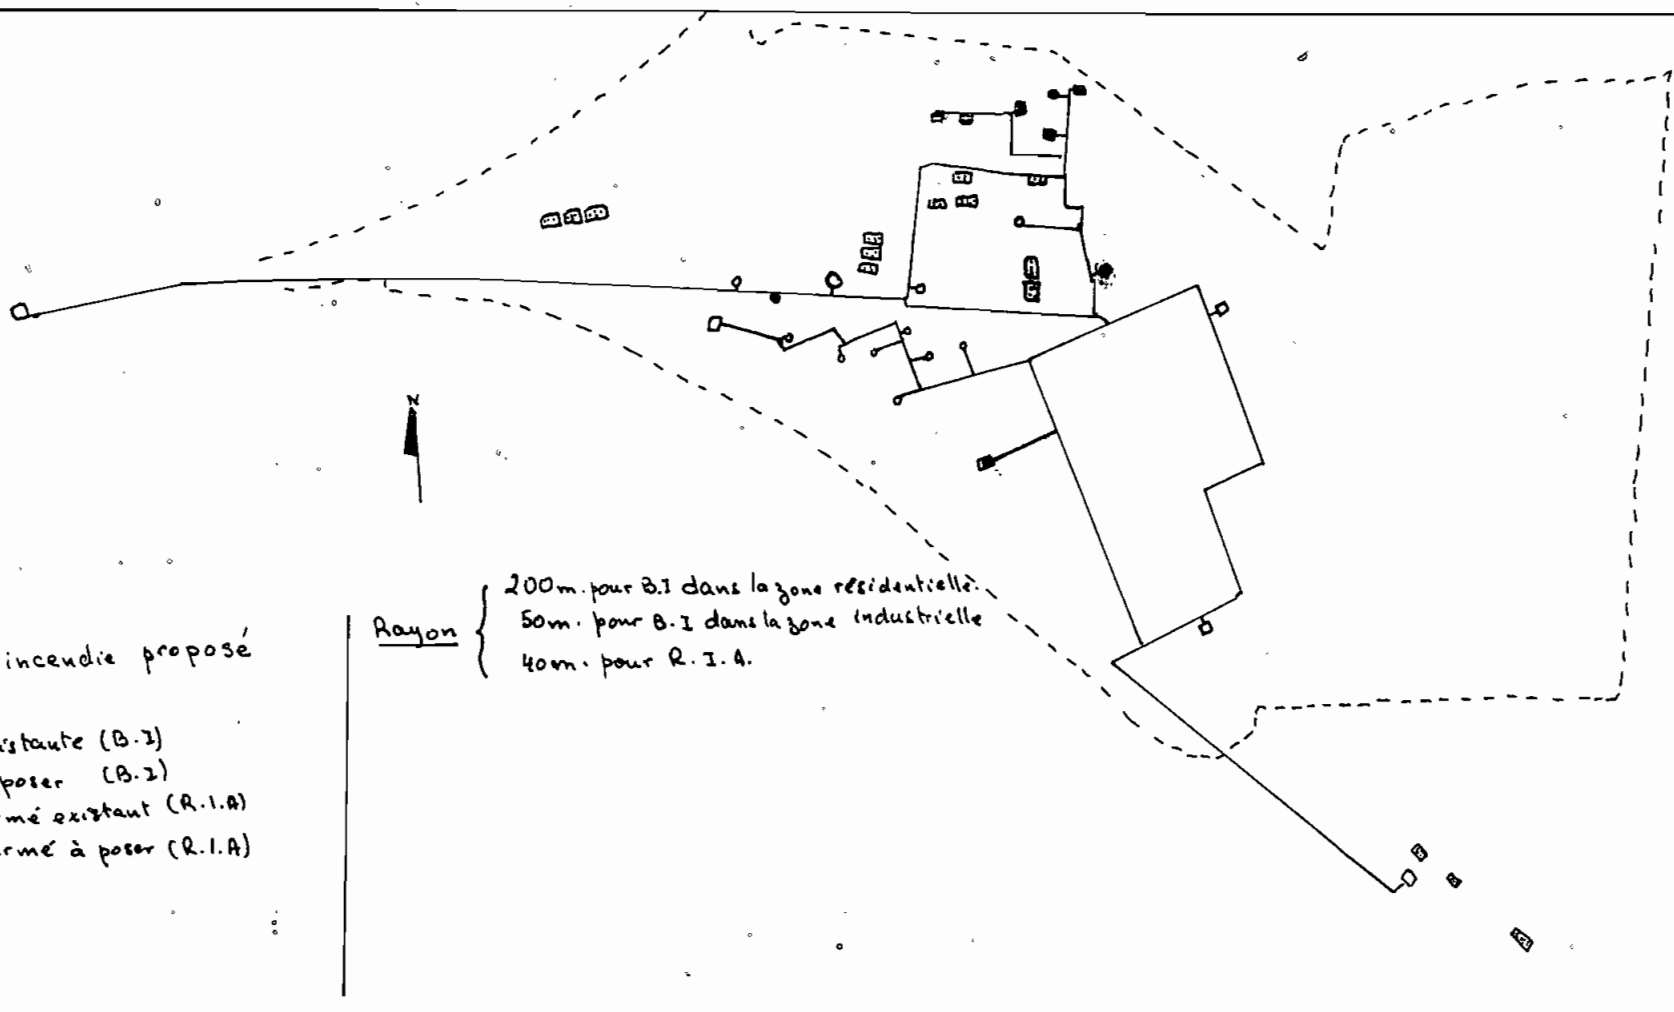 N
incendie proposé
istante (B.I)
poser (B.I)
mé existant (R.I.A)
rmé à poser (R.I.A)
Rayon
200m. pour B.I dans la zone résidentielle.
50m. pour B.I dans la zone industrielle
40m. pour R.I.A.